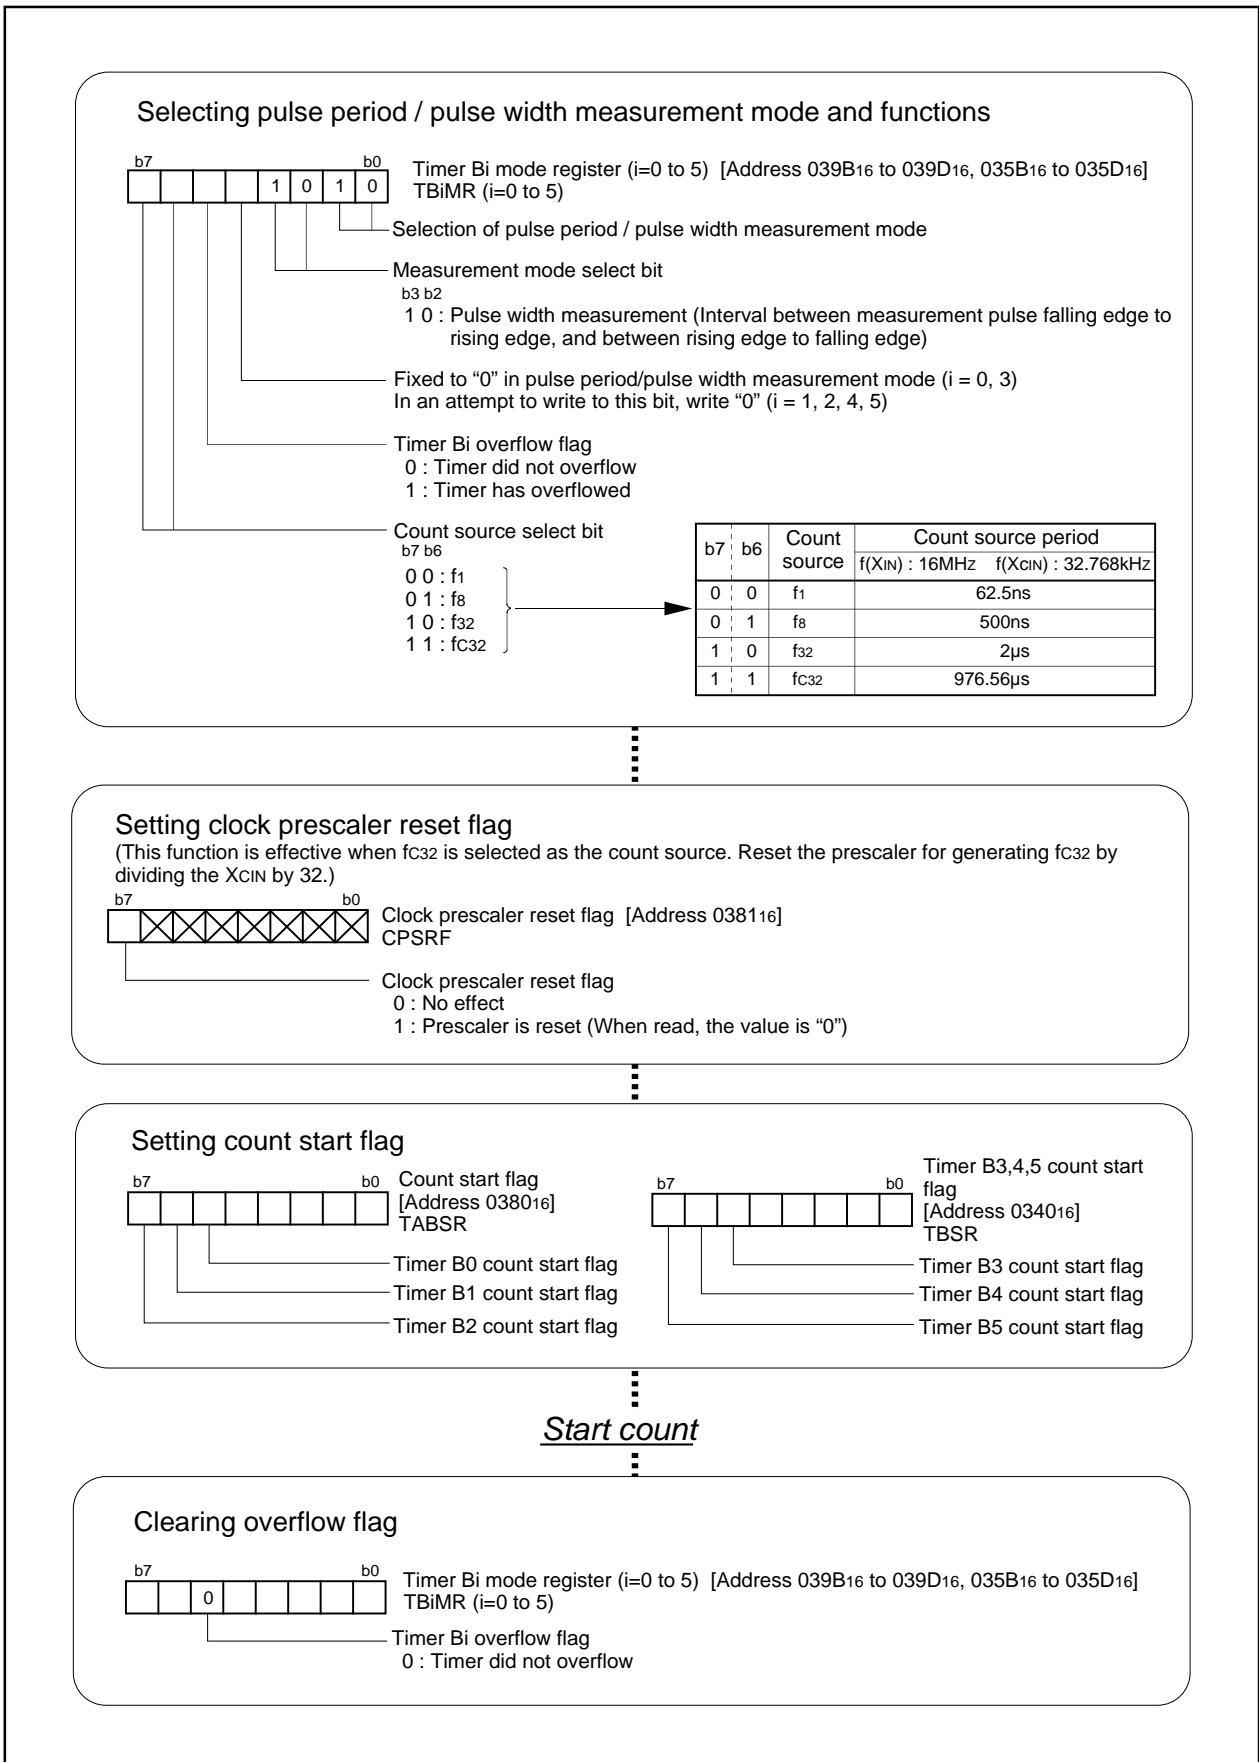 Selecting pulse period / pulse width measurement mode and functions
b7 b0
1 0 1 0
Timer Bi mode register (i=0 to 5) [Address 039B16 to 039D16, 035B16 to 035D16]
TBiMR (i=0 to 5)
Selection of pulse period / pulse width measurement mode
Measurement mode select bit
b3 b2
1 0 : Pulse width measurement (Interval between measurement pulse falling edge to
rising edge, and between rising edge to falling edge)
Fixed to “0” in pulse period/pulse width measurement mode (i = 0, 3)
In an attempt to write to this bit, write “0” (i = 1, 2, 4, 5)
Timer Bi overflow flag
0 : Timer did not overflow
1 : Timer has overflowed
Count source select bit
b7 b6
0 0 : f1
0 1 : f8
1 0 : f32
1 1 : fC32
b7 b6 Count source Count source period
f(XIN) : 16MHz f(XCIN) : 32.768kHz
0 0 f1 62.5ns
0 1 f8 500ns
1 0 f32 2µs
1 1 fC32 976.56µs
Setting clock prescaler reset flag
(This function is effective when fC32 is selected as the count source. Reset the prescaler for generating fC32 by
dividing the XCIN by 32.)
b7 b0
Clock prescaler reset flag [Address 038116]
CPSRF
Clock prescaler reset flag
0 : No effect
1 : Prescaler is reset (When read, the value is “0”)
Setting count start flag
b7 b0
Count start flag
[Address 038016]
TABSR
Timer B0 count start flag
Timer B1 count start flag
Timer B2 count start flag
b7 b0
Timer B3,4,5 count start
flag
[Address 034016]
TBSR
Timer B3 count start flag
Timer B4 count start flag
Timer B5 count start flag
Start count
Clearing overflow flag
b7 b0
0
Timer Bi mode register (i=0 to 5) [Address 039B16 to 039D16, 035B16 to 035D16]
TBiMR (i=0 to 5)
Timer Bi overflow flag
0 : Timer did not overflow